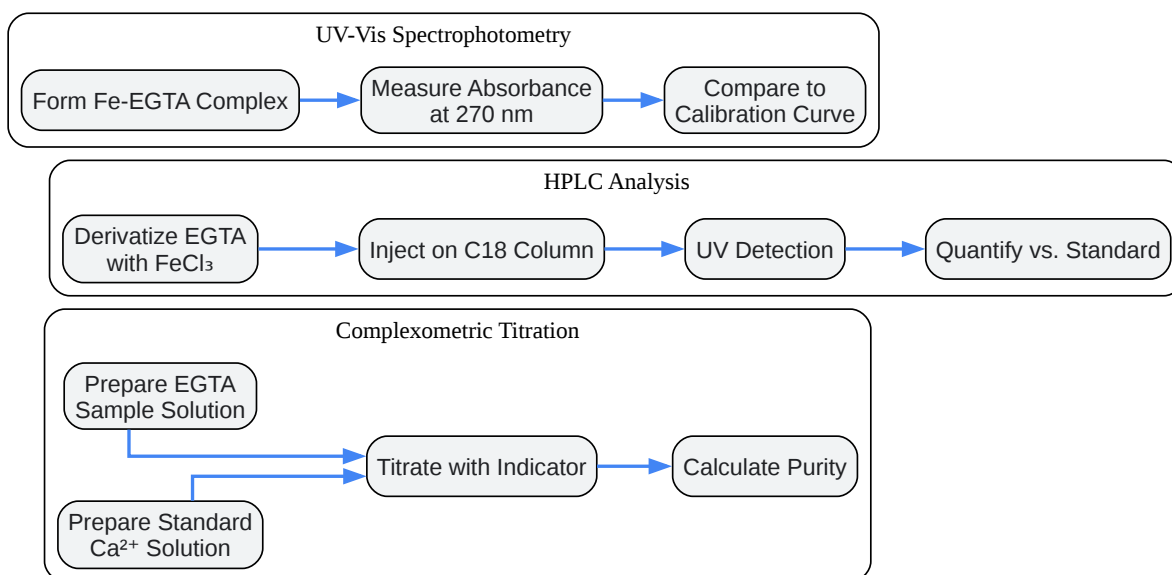 UV-Vis Spectrophotometry
Form Fe-EGTA Complex
Measure Absorbance
at 270 nm
Compare to
Calibration Curve
HPLC Analysis
Derivatize EGTA
with FeCl₃
Inject on C18 Column
UV Detection
Quantify vs. Standard
Complexometric Titration
Prepare EGTA
Sample Solution
Titrate with Indicator
Calculate Purity
Prepare Standard
Ca²⁺ Solution